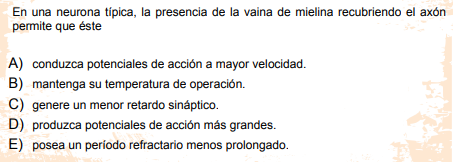 En una neurona típica, la presencia de la vaina de mielina recubriendo el axón
permite que éste
A) conduzca potenciales de acción a mayor velocidad.
B) mantenga su temperatura de operación.
C) genere un menor retardo sináptico.
D) produzca potenciales de acción más grandes.
E) posea un período refractario menos prolongado.